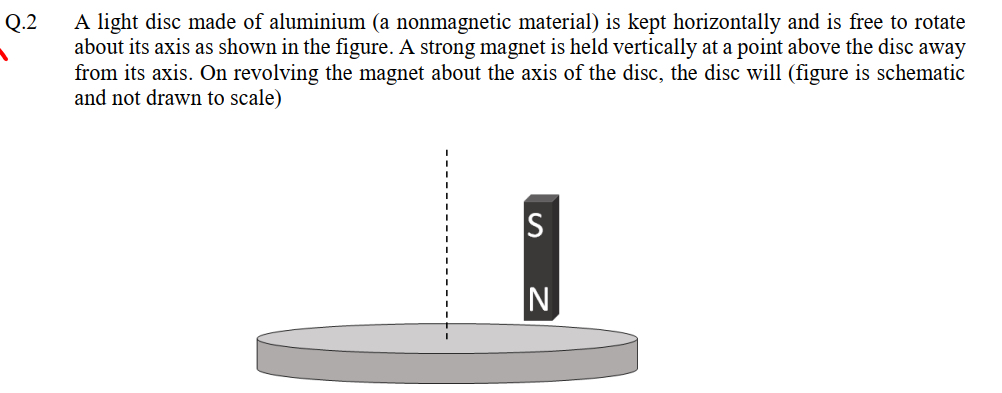 Q.2 A light disc made of aluminium (a nonmagnetic material) is kept horizontally and is free to rotate
about its axis as shown in the figure. A strong magnet is held vertically at a point above the disc away
from its axis. On revolving the magnet about the axis of the disc, the disc will (figure is schematic
and not drawn to scale)
S
N